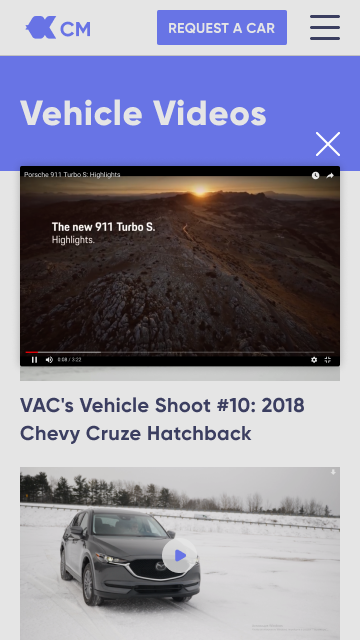 CM
REQUEST A CAR
Vehicle Videos
Porsche 911 Turbo S: Highlights
The new 911 Turbo S.
Highlights.
0:08 / 3:22
VAC's Vehicle Shoot #10: 2018
Chevy Cruze Hatchback